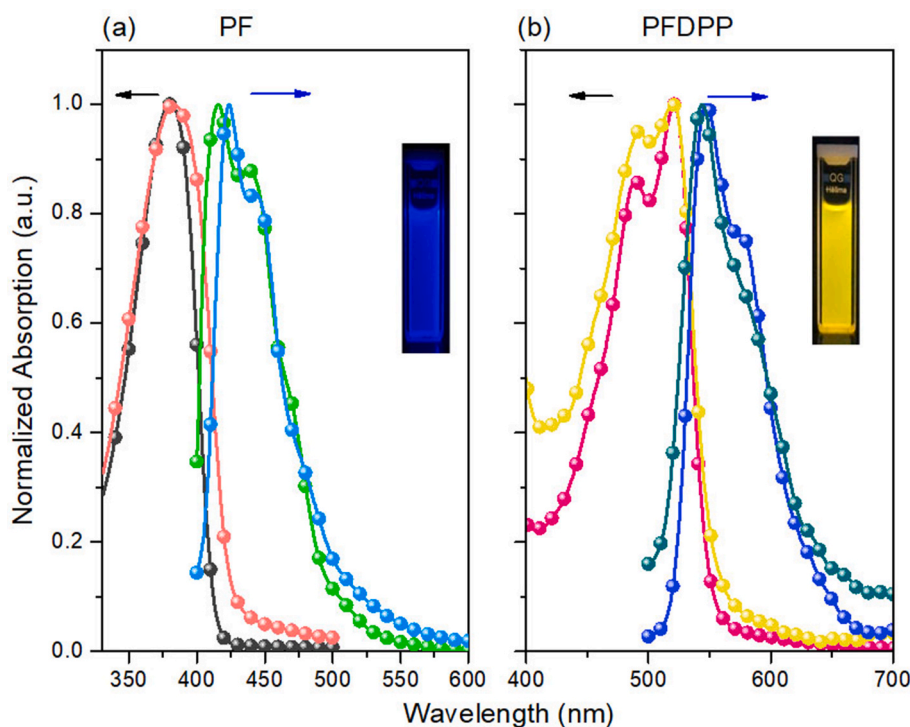 (a) PF
(b) PFDPP
Normalized Absorption (a.u.)
1.0
0.8
0.6
0.4
0.2
0.0
QG
Hellma
350 400 450 500 550 600
400 500 600 700
Wavelength (nm)